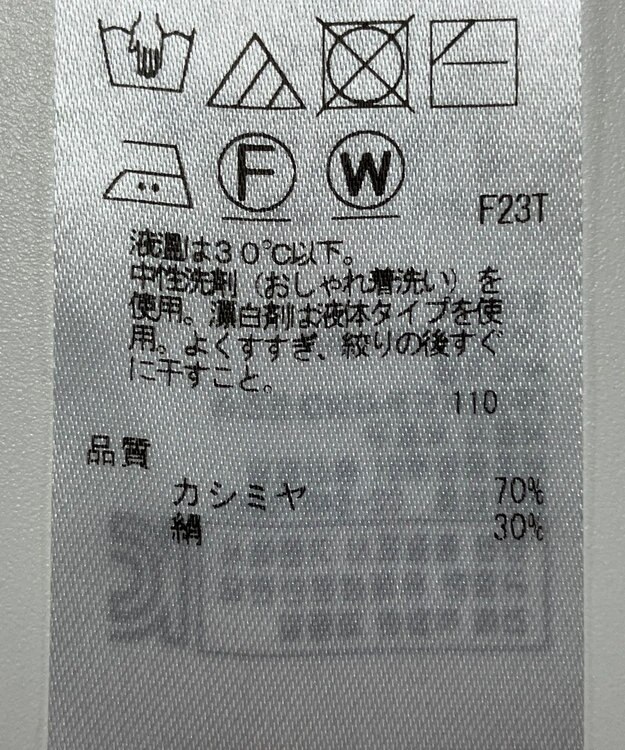 F
W
F23T
液温は30℃以下。
中性洗剤（おしゃれ着洗い）を
使用。漂白剤は液体タイプを使
用。よくすすぎ、絞りの後すぐ
に干すこと。
110
品質
カシミヤ 70%
絹 30%